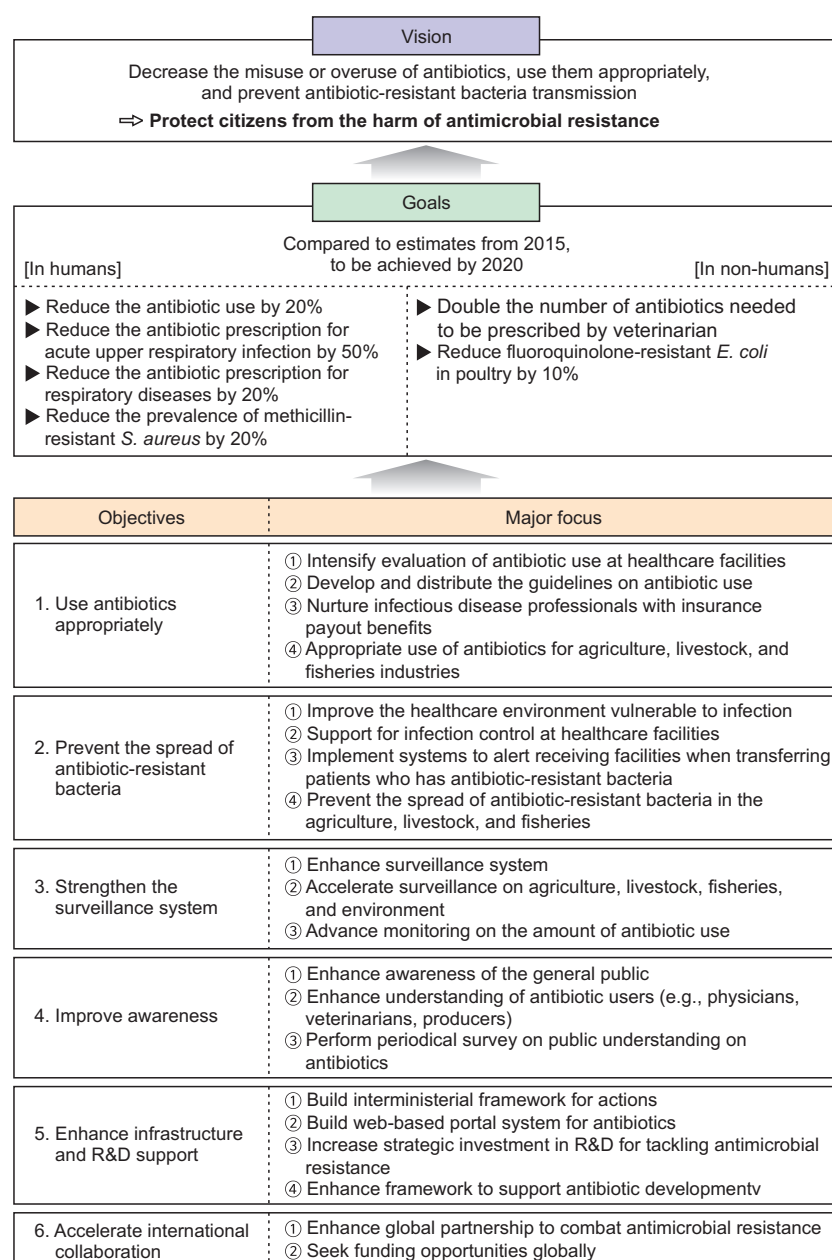 Vision
Decrease the misuse or overuse of antibiotics, use them appropriately,
and prevent antibiotic-resistant bacteria transmission
⇨ Protect citizens from the harm of antimicrobial resistance
Goals
Compared to estimates from 2015,
to be achieved by 2020
[In humans]
[In non-humans]
▶ Reduce the antibiotic use by 20%
▶ Reduce the antibiotic prescription for
acute upper respiratory infection by 50%
▶ Reduce the antibiotic prescription for
respiratory diseases by 20%
▶ Reduce the prevalence of methicillin-
resistant S. aureus by 20%
▶ Double the number of antibiotics needed
to be prescribed by veterinarian
▶ Reduce fluoroquinolone-resistant E. coli
in poultry by 10%
Objectives
Major focus
1. Use antibiotics
appropriately
① Intensify evaluation of antibiotic use at healthcare facilities
② Develop and distribute the guidelines on antibiotic use
③ Nurture infectious disease professionals with insurance
payout benefits
④ Appropriate use of antibiotics for agriculture, livestock, and
fisheries industries
2. Prevent the spread of
antibiotic-resistant
bacteria
① Improve the healthcare environment vulnerable to infection
② Support for infection control at healthcare facilities
③ Implement systems to alert receiving facilities when transferring
patients who has antibiotic-resistant bacteria
④ Prevent the spread of antibiotic-resistant bacteria in the
agriculture, livestock, and fisheries
3. Strengthen the
surveillance system
① Enhance surveillance system
② Accelerate surveillance on agriculture, livestock, fisheries,
and environment
③ Advance monitoring on the amount of antibiotic use
4. Improve awareness
① Enhance awareness of the general public
② Enhance understanding of antibiotic users (e.g., physicians,
veterinarians, producers)
③ Perform periodical survey on public understanding on
antibiotics
5. Enhance infrastructure
and R&D support
① Build interministerial framework for actions
② Build web-based portal system for antibiotics
③ Increase strategic investment in R&D for tackling antimicrobial
resistance
④ Enhance framework to support antibiotic developmentv
6. Accelerate international
collaboration
① Enhance global partnership to combat antimicrobial resistance
② Seek funding opportunities globally